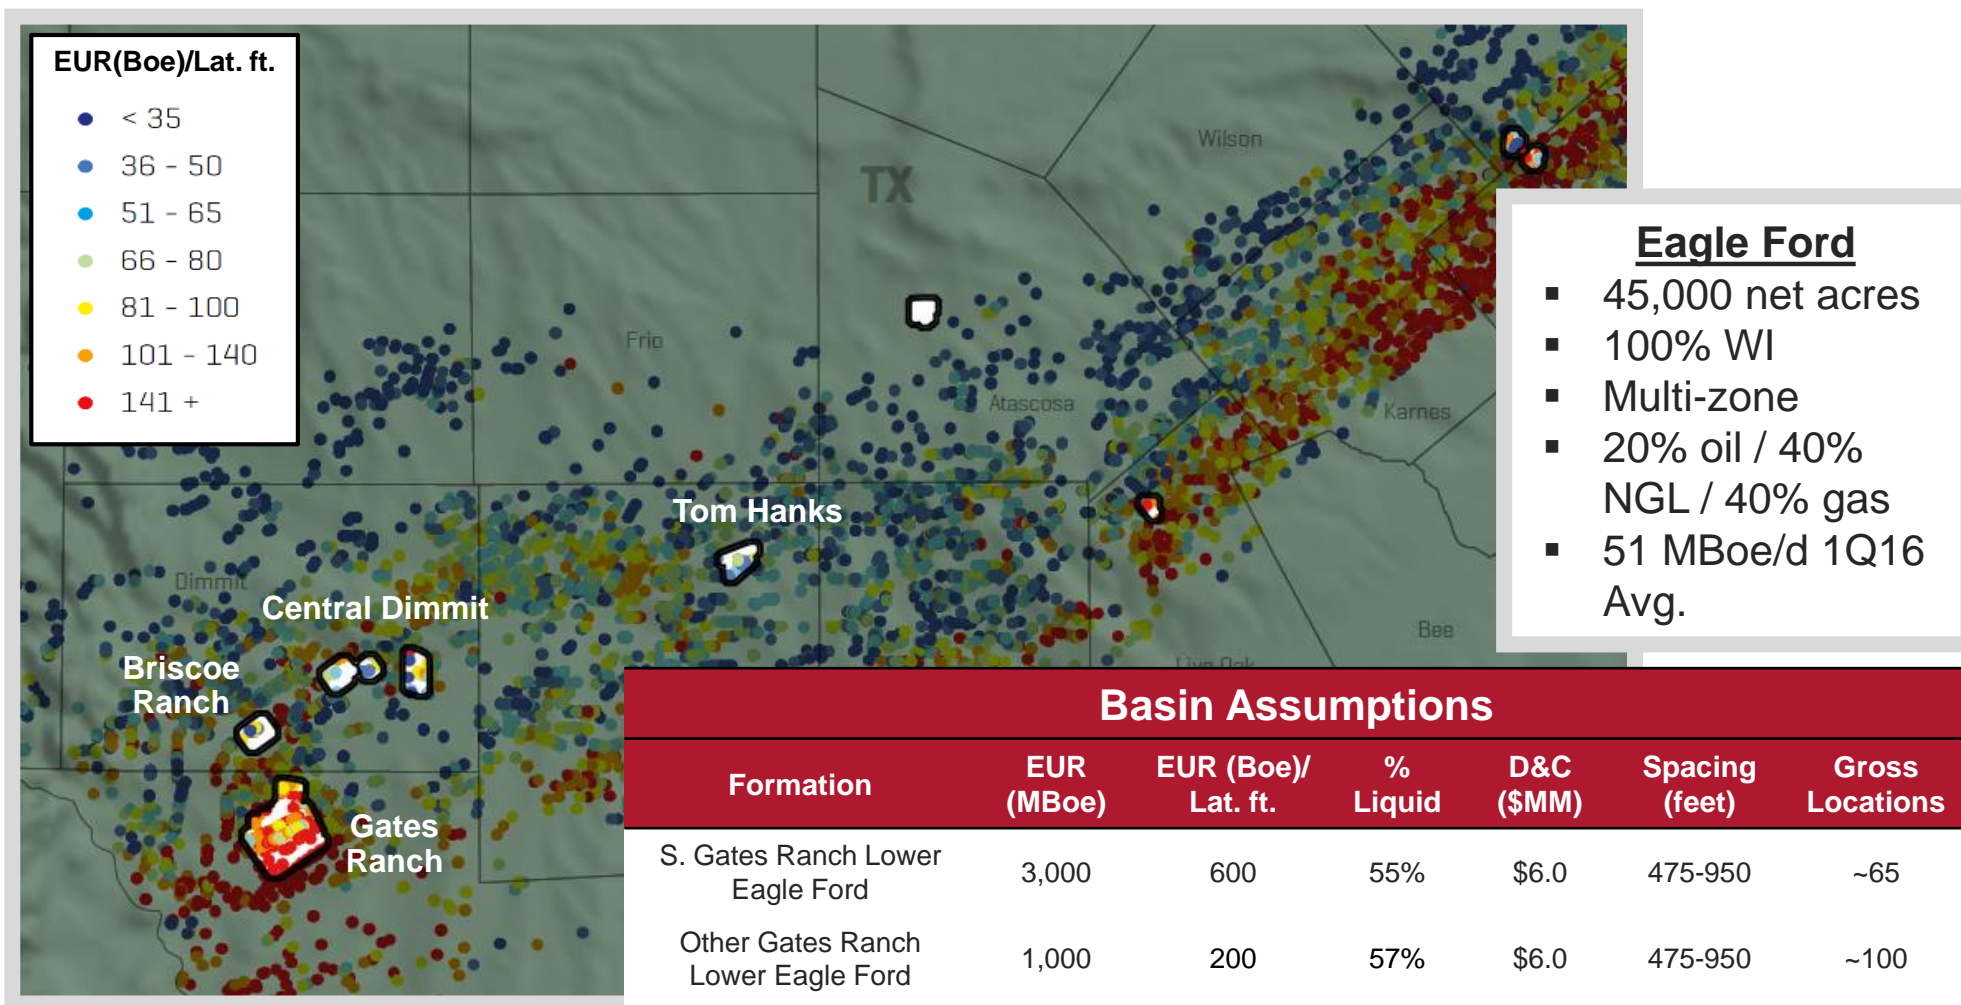 EUR(Boe)/Lat. ft.
< 35
36 - 50
51 - 65
66 - 80
81 - 100
101 - 140
141 +
TX
Wilson
Frio
Atascosa
Karnes
Dimmit
Bee
Live Oak
Tom Hanks
Central Dimmit
Briscoe
Ranch
Gates
Ranch
Eagle Ford
▪ 45,000 net acres
▪ 100% WI
▪ Multi-zone
▪ 20% oil / 40%
NGL / 40% gas
▪ 51 MBoe/d 1Q16
Avg.
Basin Assumptions
Formation EUR (MBoe) EUR (Boe)/ Lat. ft. % Liquid D&C ($MM) Spacing (feet) Gross Locations
S. Gates Ranch Lower Eagle Ford 3,000 600 55% $6.0 475-950 ~65
Other Gates Ranch Lower Eagle Ford 1,000 200 57% $6.0 475-950 ~100